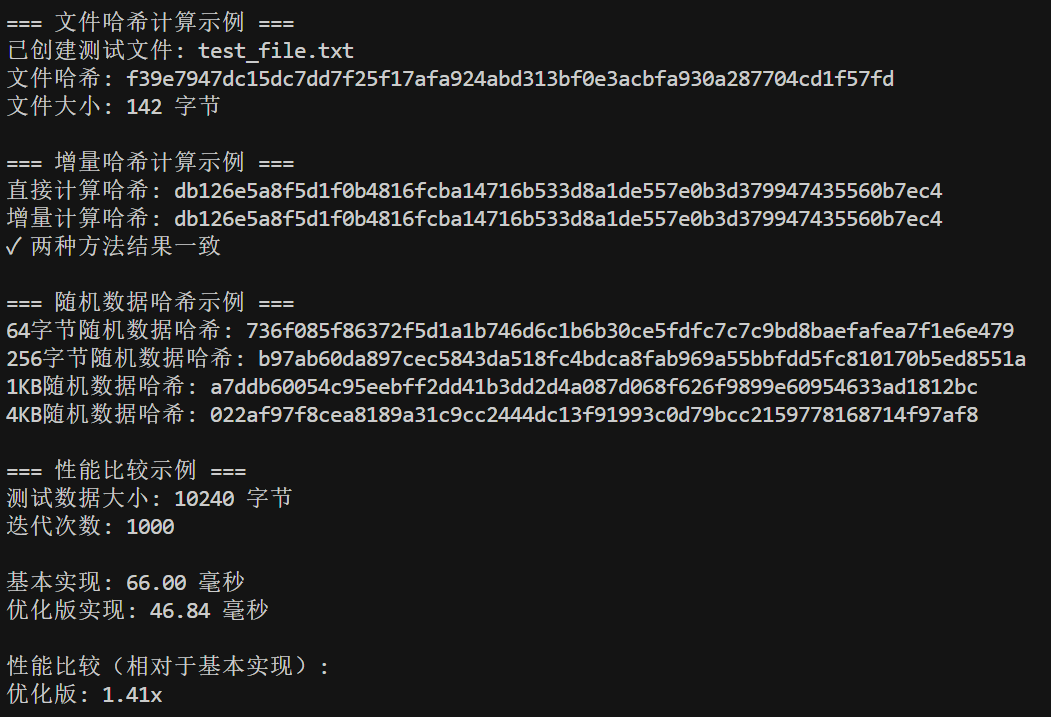 === 文件哈希计算示例 ===
已创建测试文件: test_file.txt
文件哈希: f39e7947dc15dc7dd7f25f17afa924abd313bf0e3acbfa930a287704cd1f57fd
文件大小: 142 字节
=== 增量哈希计算示例 ===
直接计算哈希: db126e5a8f5d1f0b4816fcba14716b533d8a1de557e0b3d379947435560b7ec4
增量计算哈希: db126e5a8f5d1f0b4816fcba14716b533d8a1de557e0b3d379947435560b7ec4
✓ 两种方法结果一致
=== 随机数据哈希示例 ===
64字节随机数据哈希: 736f085f86372f5d1a1b746d6c1b6b30ce5fdfc7c7c9bd8baefafea7f1e6e479
256字节随机数据哈希: b97ab60da897cec5843da518fc4bdca8fab969a55bbfdd5fc810170b5ed8551a
1KB随机数据哈希: a7ddb60054c95eebff2dd41b3dd2d4a087d068f626f9899e60954633ad1812bc
4KB随机数据哈希: 022af97f8cea8189a31c9cc2444dc13f91993c0d79bcc2159778168714f97af8
=== 性能比较示例 ===
测试数据大小: 10240 字节
迭代次数: 1000
基本实现: 66.00 毫秒
优化版实现: 46.84 毫秒
性能比较（相对于基本实现）:
优化版: 1.41x